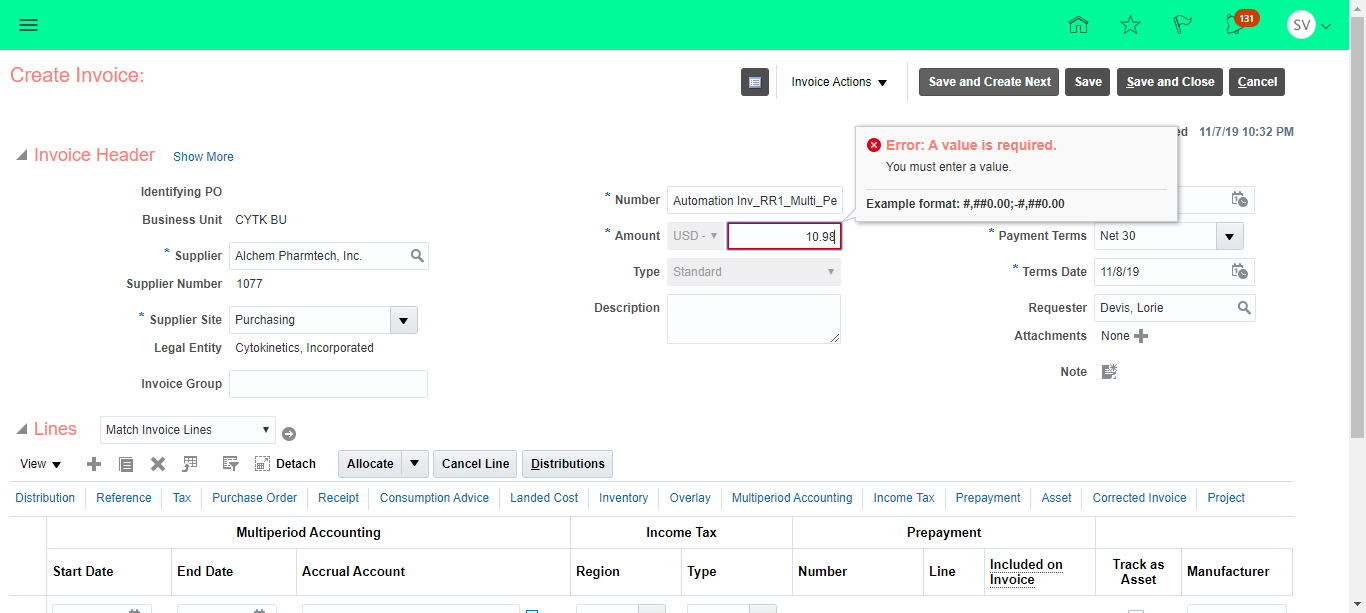 131
SV
Create Invoice:
Invoice Actions
Save and Create Next
Save
Save and Close
Cancel
11/7/19 10:32 PM
Error: A value is required.
You must enter a value.
Example format: #,##0.00;-#,##0.00
Invoice Header
Show More
Identifying PO
Business Unit CYTK BU
* Supplier Alchem Pharmtech, Inc.
Supplier Number 1077
* Supplier Site Purchasing
Legal Entity Cytokinetics, Incorporated
Invoice Group
* Number Automation Inv_RR1_Multi_Pe
* Amount USD - 10.98
Type Standard
Description
* Payment Terms Net 30
* Terms Date 11/8/19
Requester Devis, Lorie
Attachments None
Note
Lines Match Invoice Lines
View Detach Allocate Cancel Line Distributions
Distribution Reference Tax Purchase Order Receipt Consumption Advice Landed Cost Inventory Overlay Multiperiod Accounting Income Tax Prepayment Asset Corrected Invoice Project
Multiperiod Accounting Income Tax Prepayment
Start Date End Date Accrual Account Region Type Number Line Included on Invoice Track as Asset Manufacturer